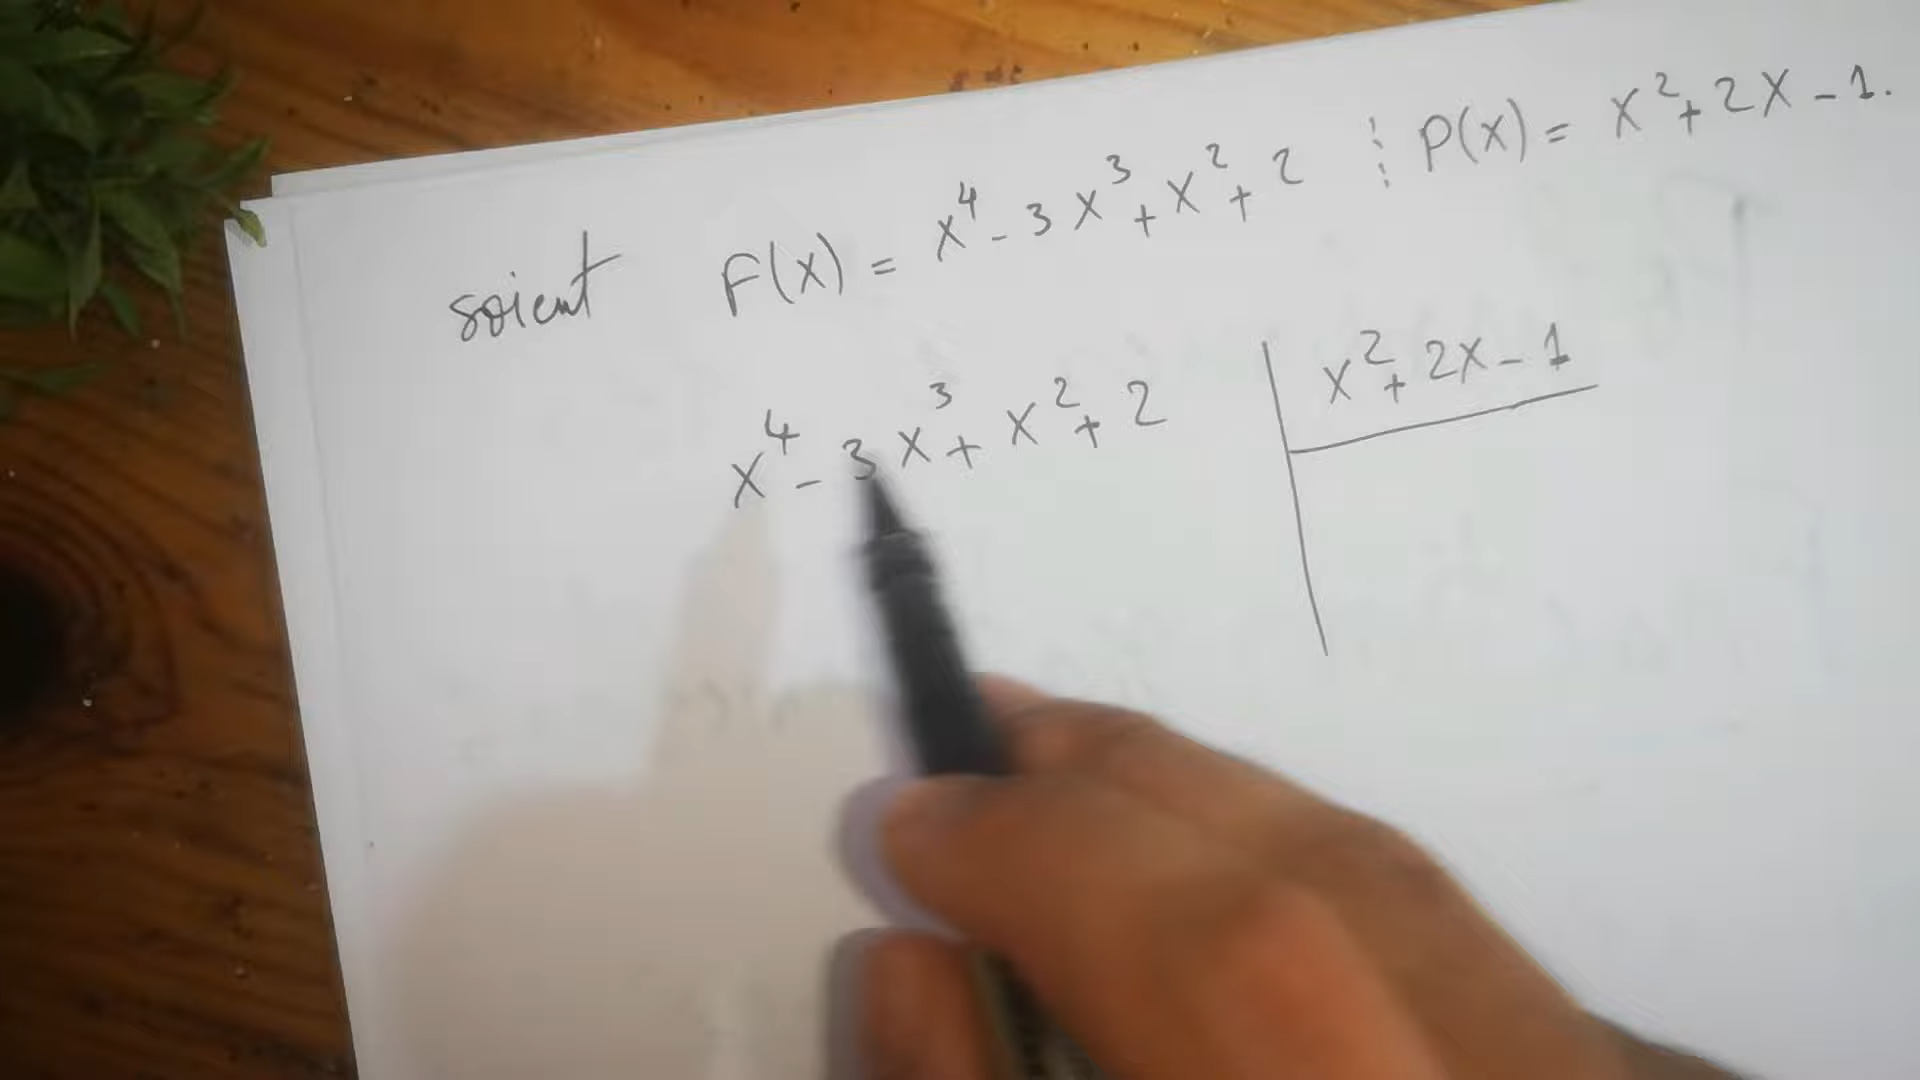 soient F(x) = x⁴ - 3x³ + x² + 2 ⋮ P(x) = x² + 2x - 1.
x⁴ - 3x³ + x² + 2 | x² + 2x - 1